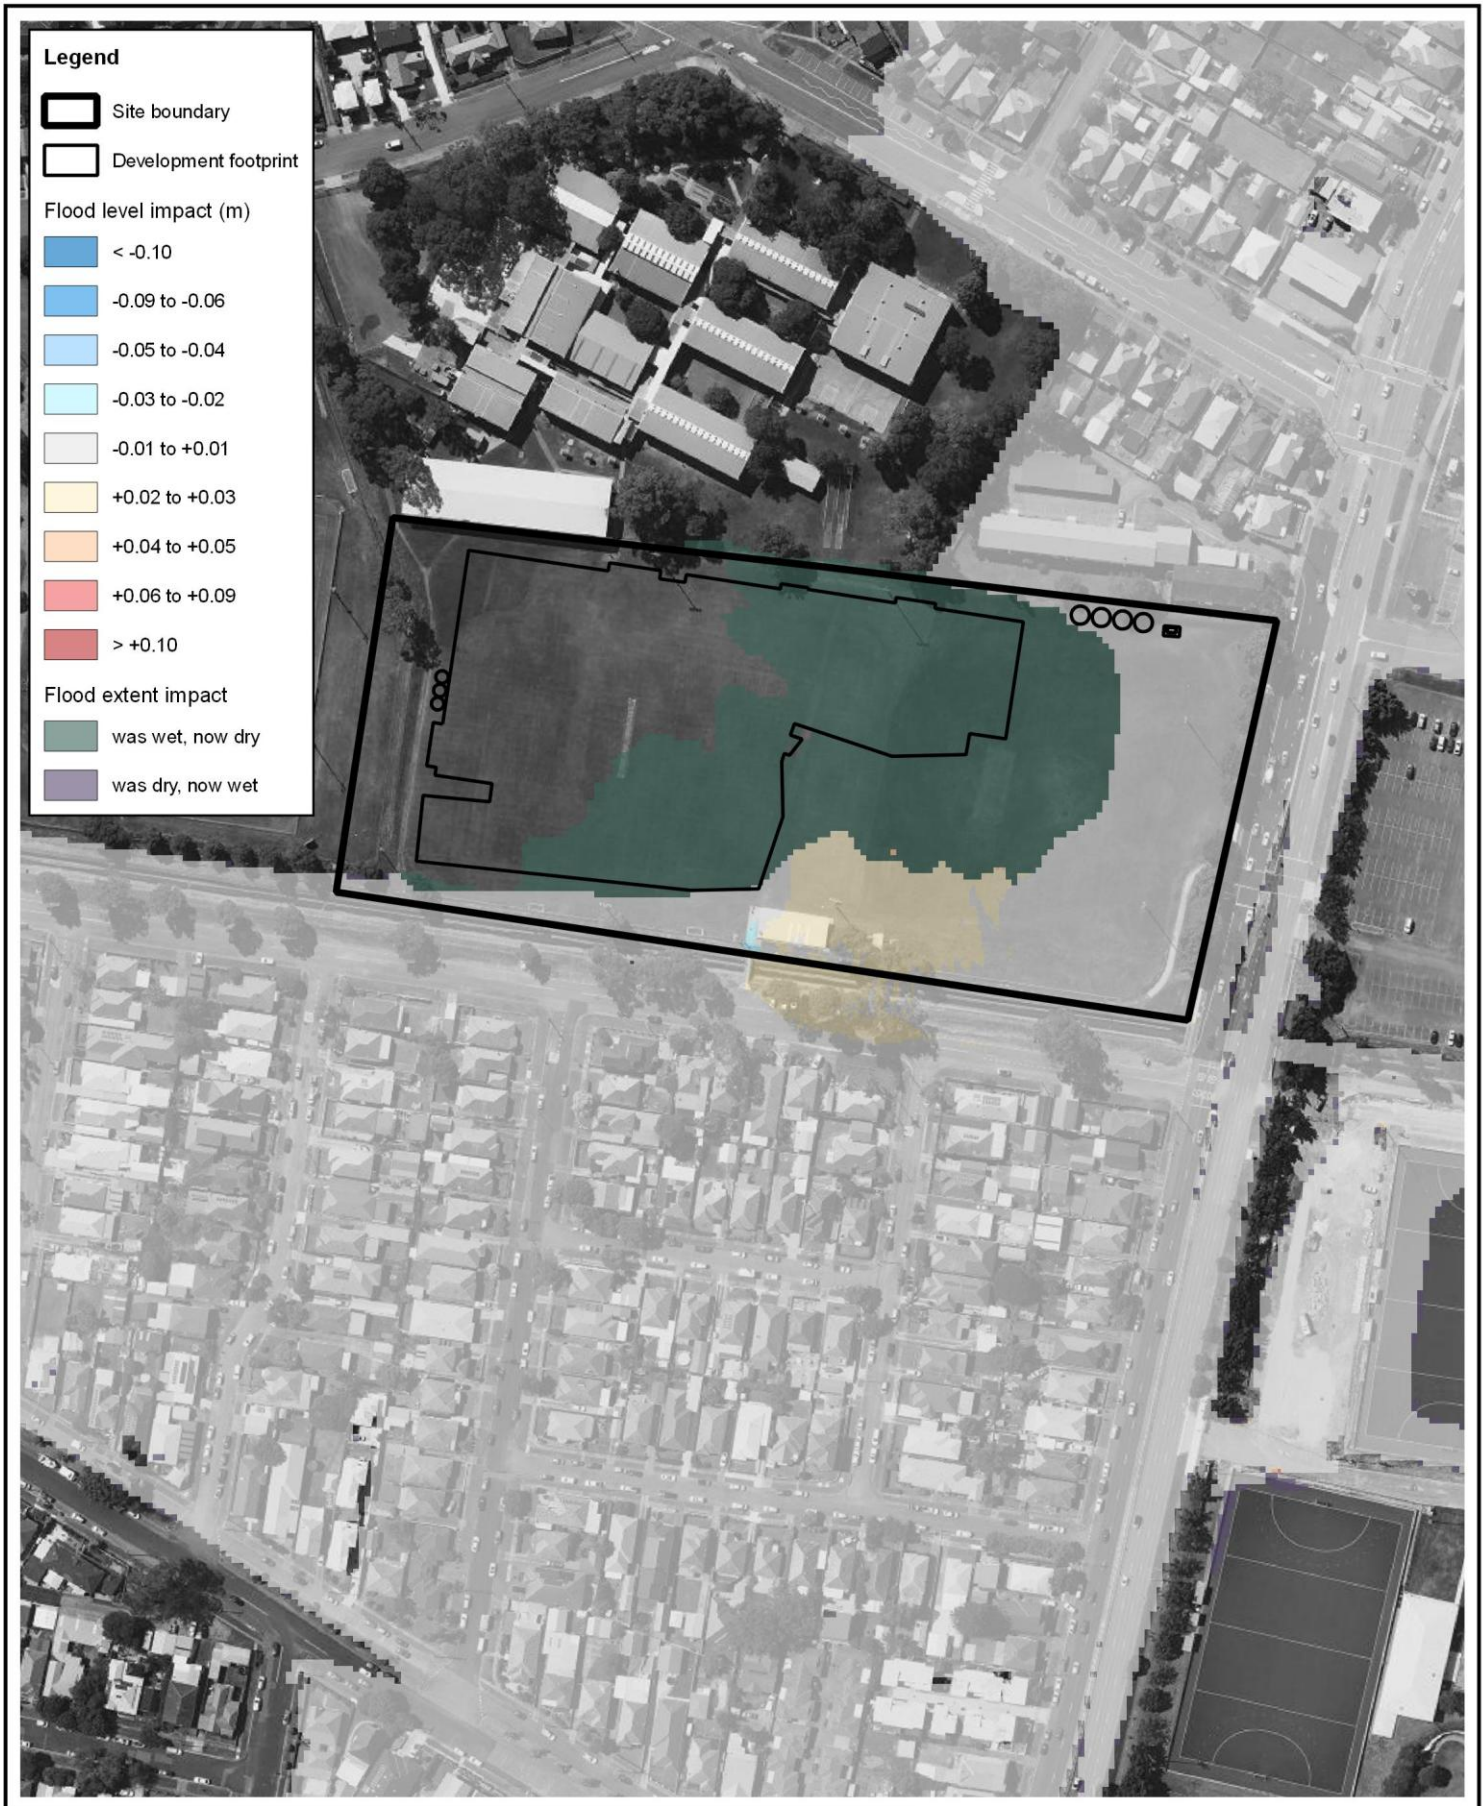 Legend
Site boundary
Development footprint
Flood level impact (m)
< -0.10
-0.09 to -0.06
-0.05 to -0.04
-0.03 to -0.02
-0.01 to +0.01
+0.02 to +0.03
+0.04 to +0.05
+0.06 to +0.09
> +0.10
Flood extent impact
was wet, now dry
was dry, now wet